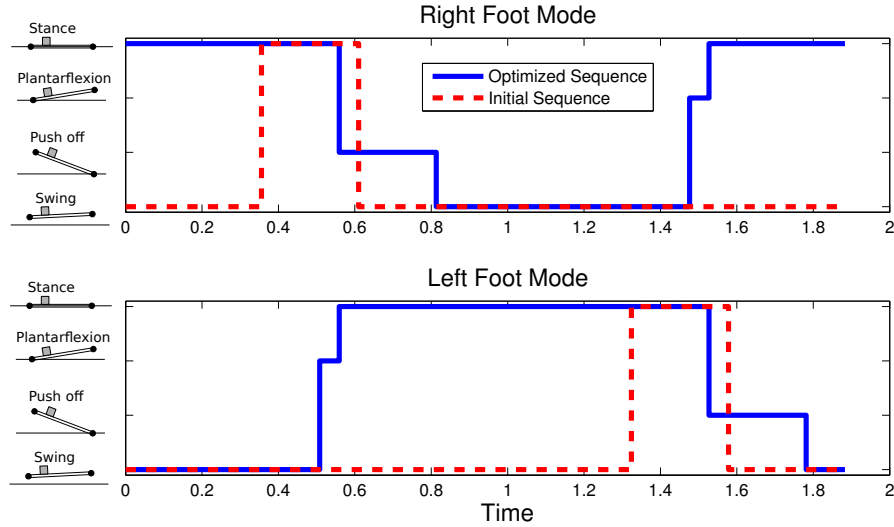 Right Foot Mode
Stance
Plantarflexion
Push off
Swing
Optimized Sequence
Initial Sequence
0 0.2 0.4 0.6 0.8 1 1.2 1.4 1.6 1.8 2
Left Foot Mode
Stance
Plantarflexion
Push off
Swing
0 0.2 0.4 0.6 0.8 1 1.2 1.4 1.6 1.8 2
Time